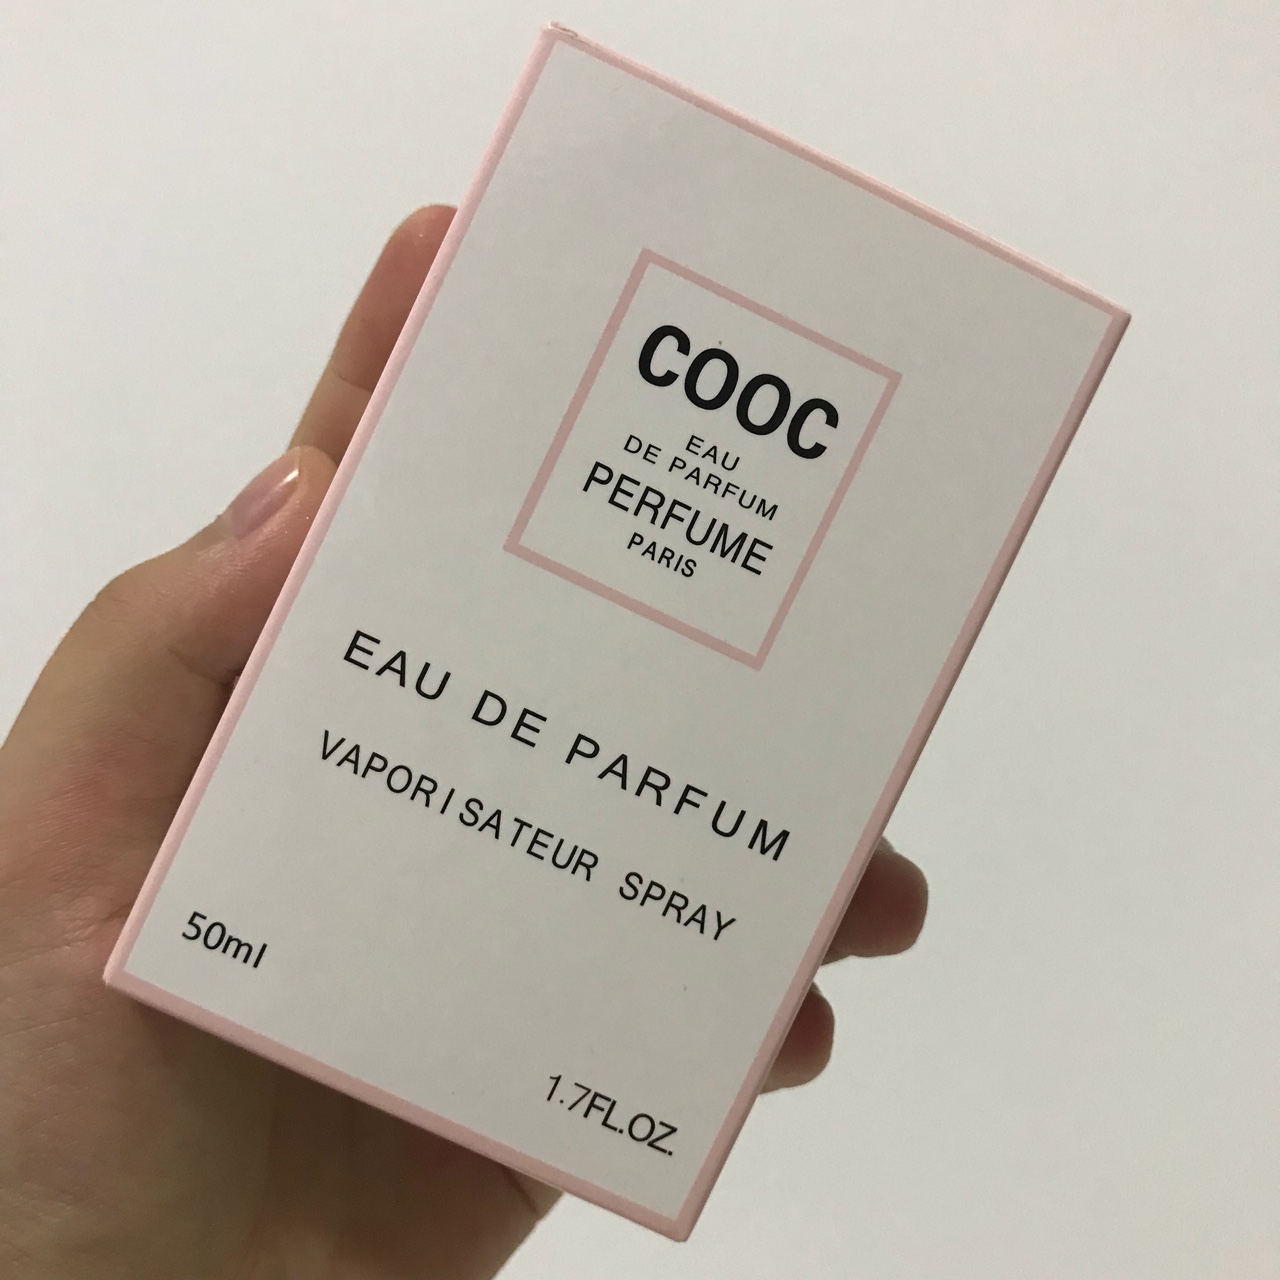 COOC
EAU
DE PARFUM
PERFUME
PARIS
EAU DE PARFUM
VAPORISATEUR SPRAY
50ml
1.7FL.OZ.